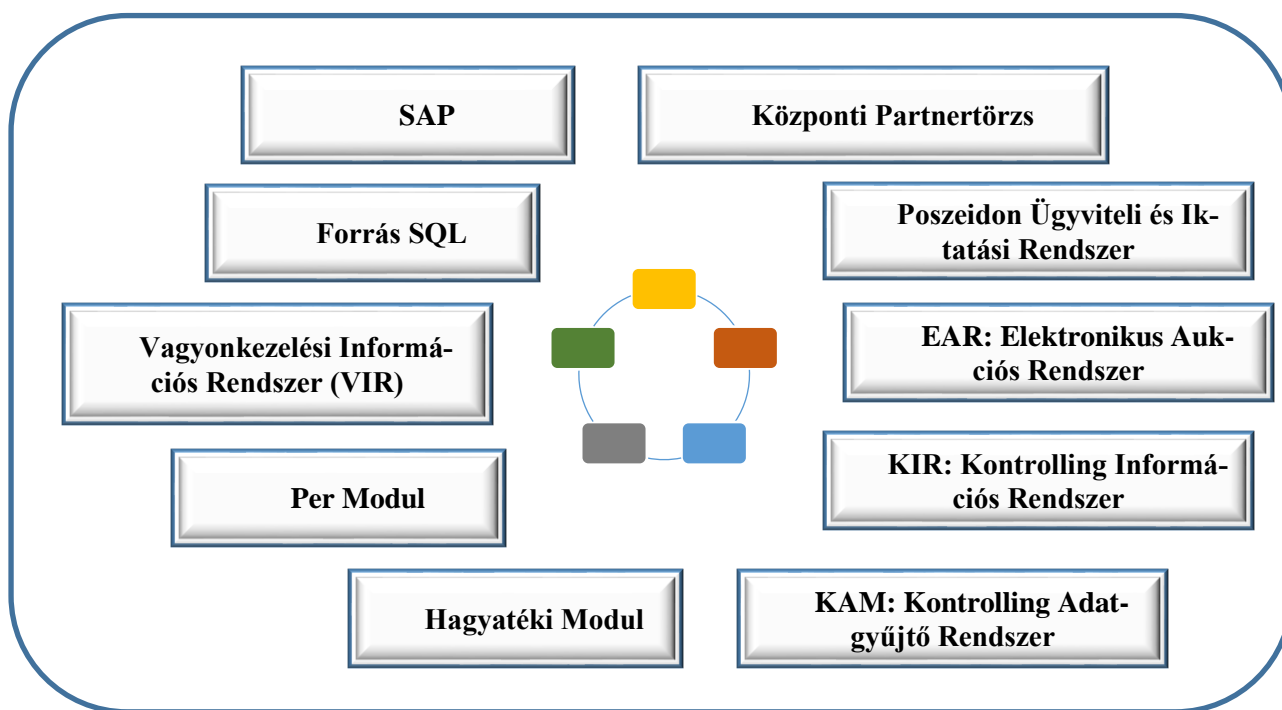 SAP
Központi Partnertörzs
Forrás SQL
Poszeidon Ügyviteli és Ik-
tatási Rendszer
Vagyonkezelési Informá-
ciós Rendszer (VIR)
EAR: Elektronikus Auk-
ciós Rendszer
Per Modul
KIR: Kontrolling Informá-
ciós Rendszer
Hagyatéki Modul
KAM: Kontrolling Adat-
gyűjtő Rendszer